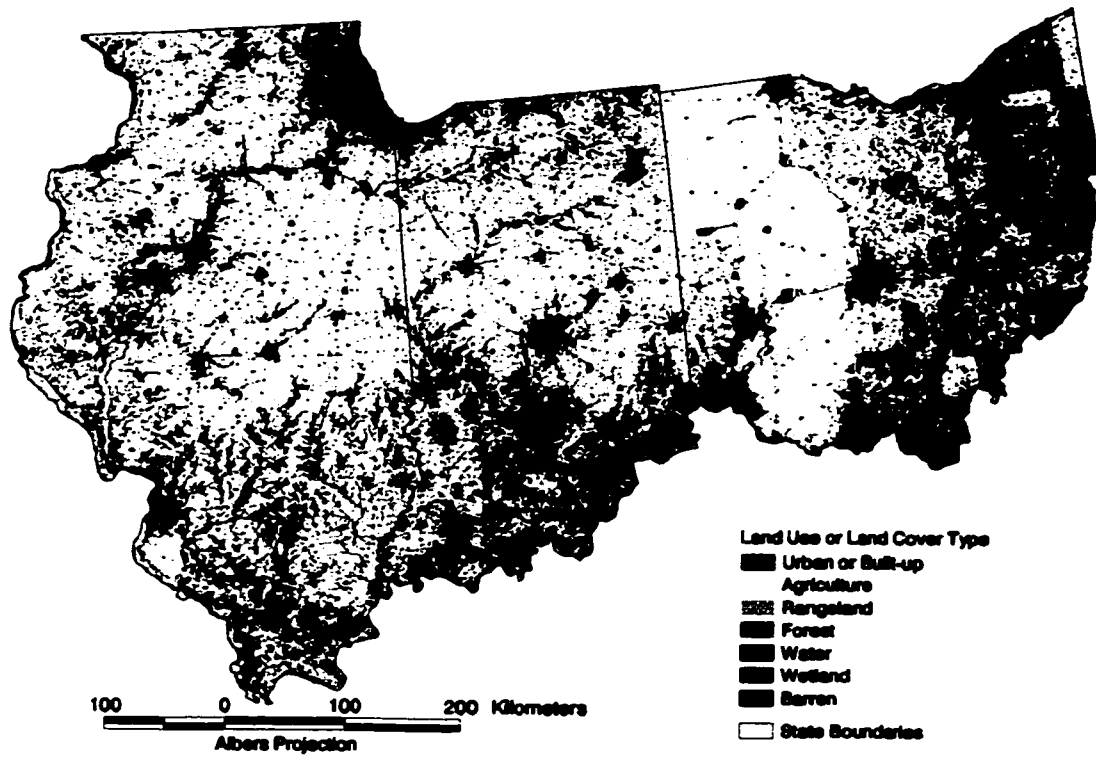 Land Use or Land Cover Type
Urban or Built-up
Agriculture
Rangeland
Forest
Water
Wetland
Barren
State Boundaries
100 0 100 200 Kilometers
Albers Projection